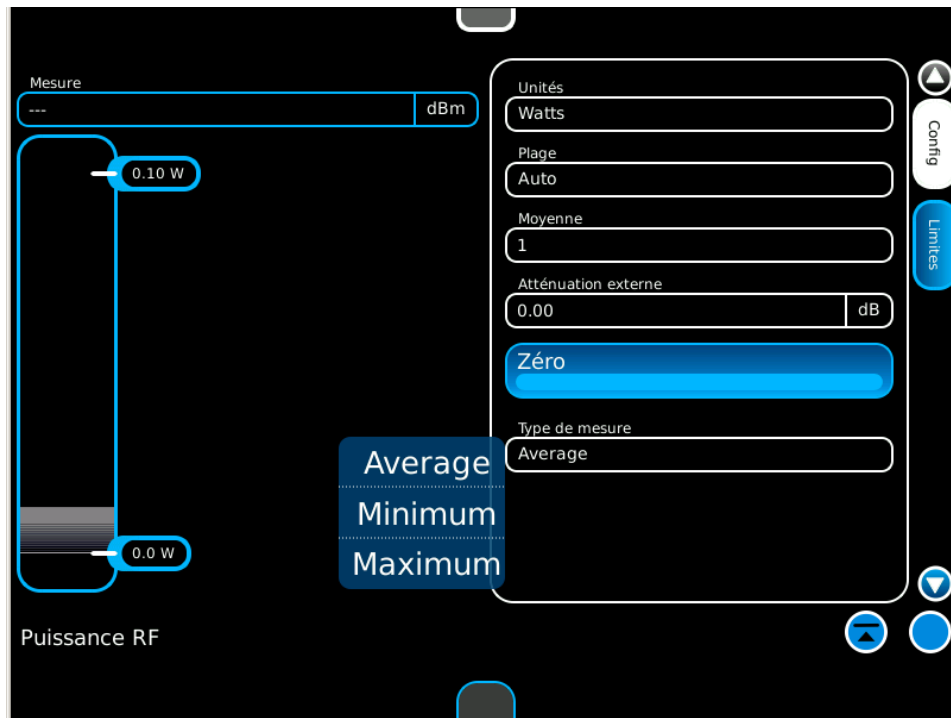 Mesure
--- dBm
0.10 W
0.0 W
Puissance RF
Unités
Watts
Plage
Auto
Moyenne
1
Atténuation externe
0.00 dB
Zéro
Type de mesure
Average
Average
Minimum
Maximum
Config
Limites